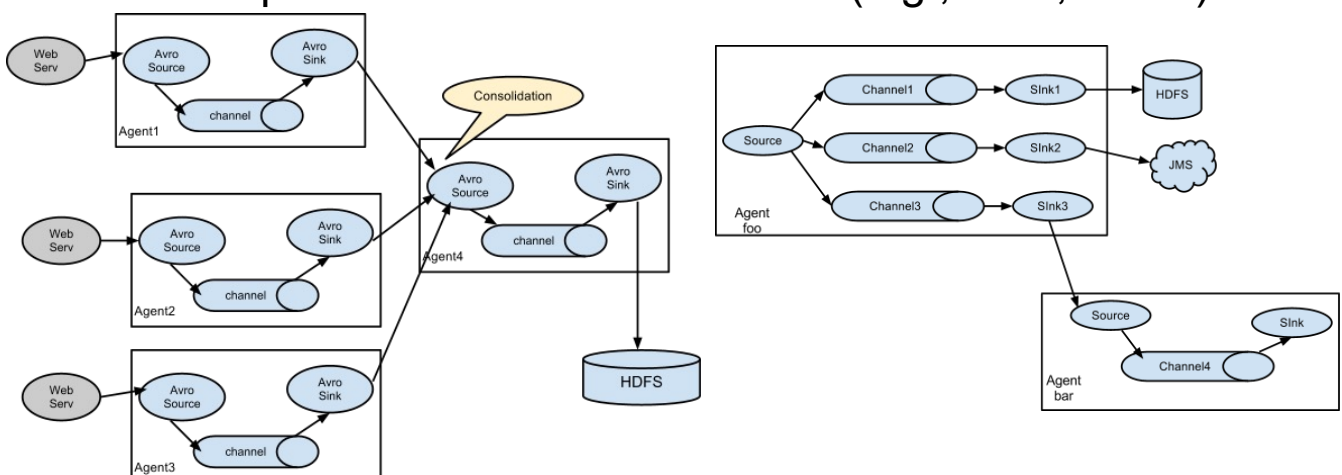 Web
Serv
Avro
Source
Avro
Sink
channel
Agent1
Web
Serv
Avro
Source
Avro
Sink
channel
Agent2
Web
Serv
Avro
Source
Avro
Sink
channel
Agent3
Consolidation
Avro
Source
Avro
Sink
channel
Agent4
HDFS
Source
Channel1
SInk1
HDFS
Channel2
SInk2
JMS
Channel3
SInk3
Agent
foo
Source
SInk
Channel4
Agent
bar